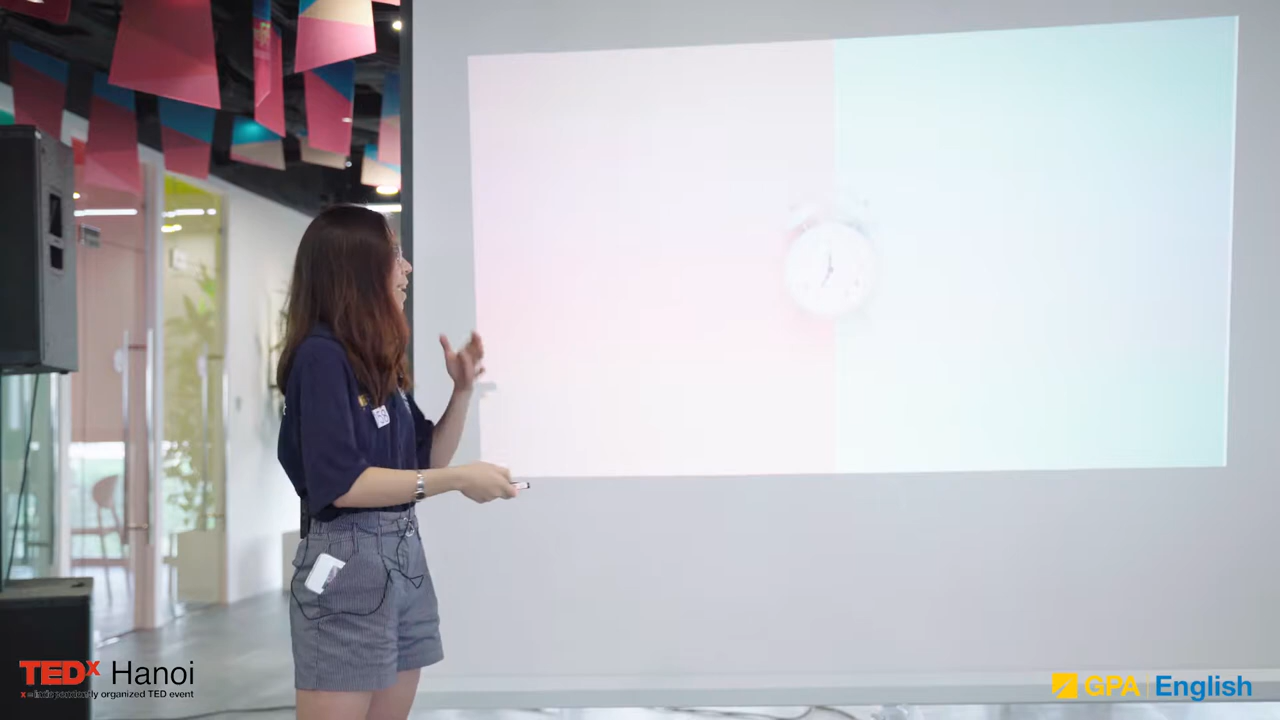 TEDx Hanoi
x = independently organized TED event
GPA | English